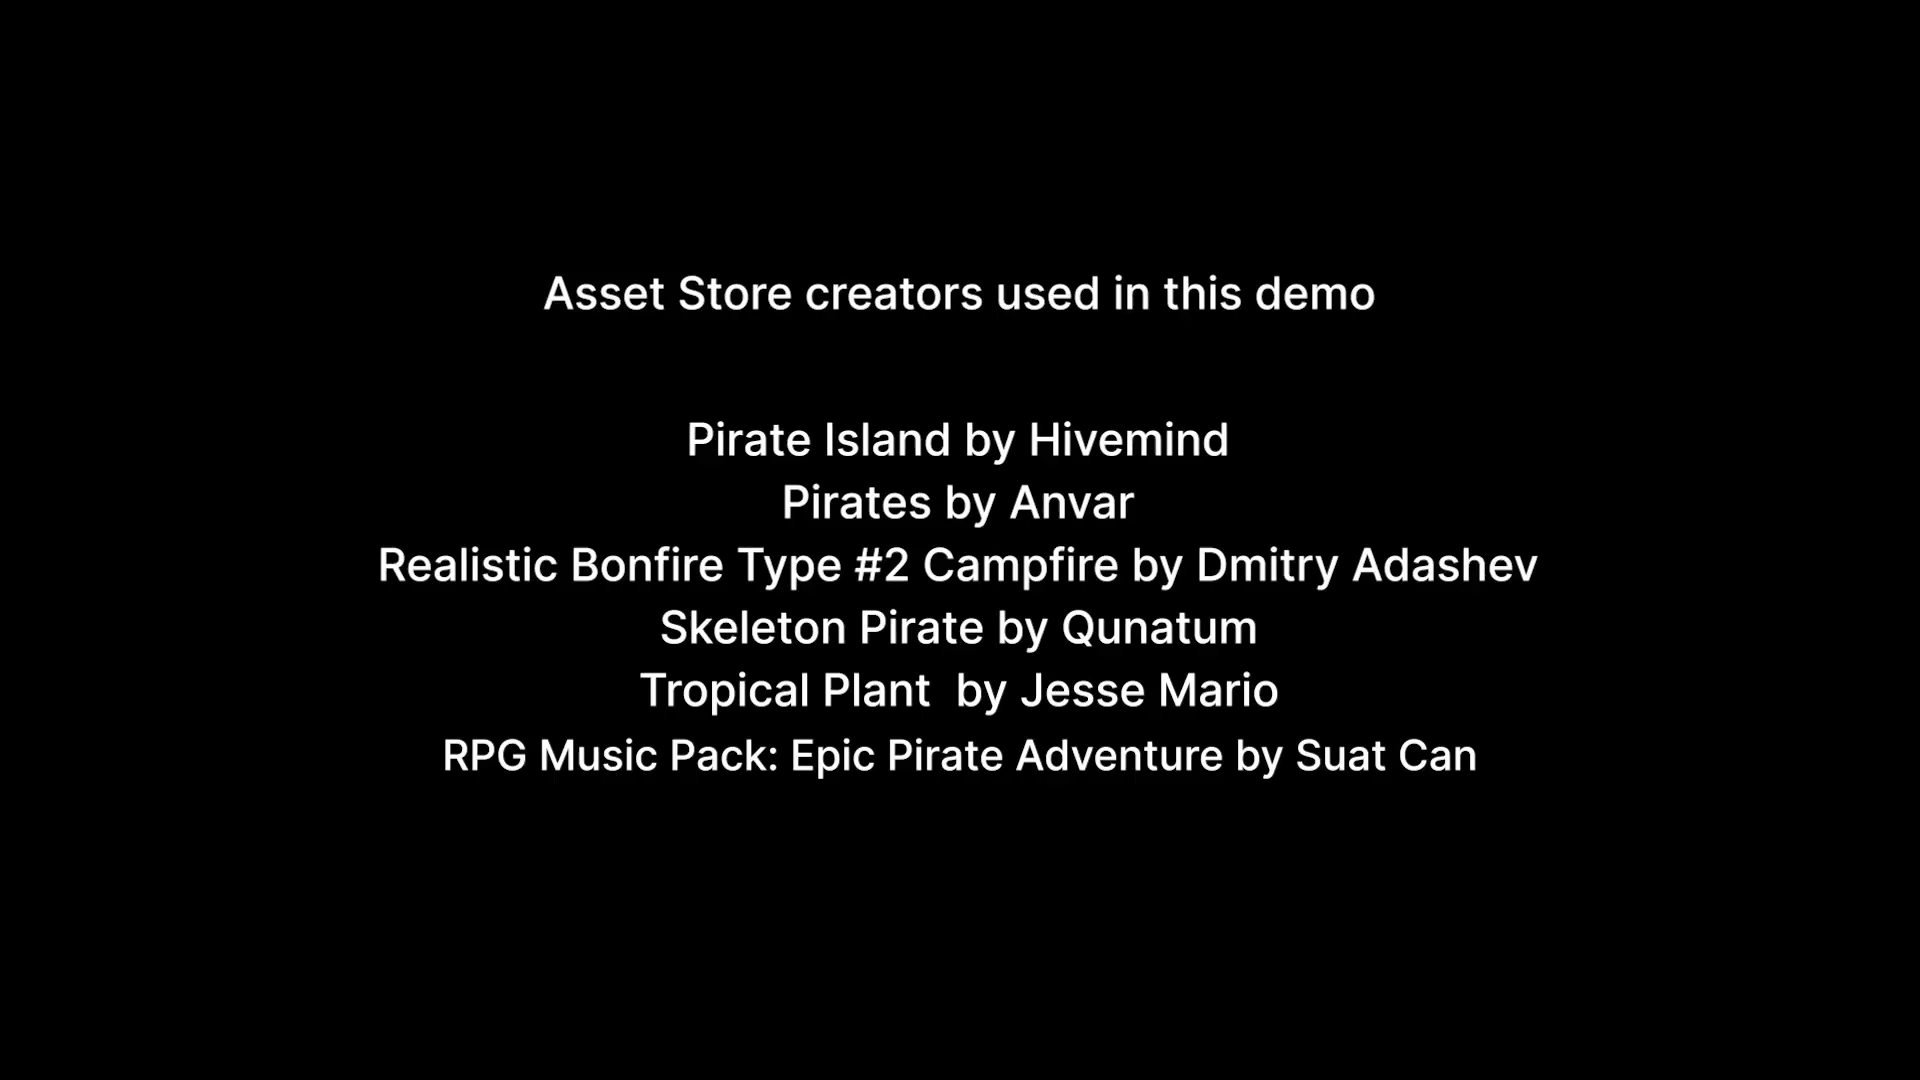 Asset Store creators used in this demo
Pirate Island by Hivemind
Pirates by Anvar
Realistic Bonfire Type #2 Campfire by Dmitry Adashev
Skeleton Pirate by Qunatum
Tropical Plant  by Jesse Mario
RPG Music Pack: Epic Pirate Adventure by Suat Can